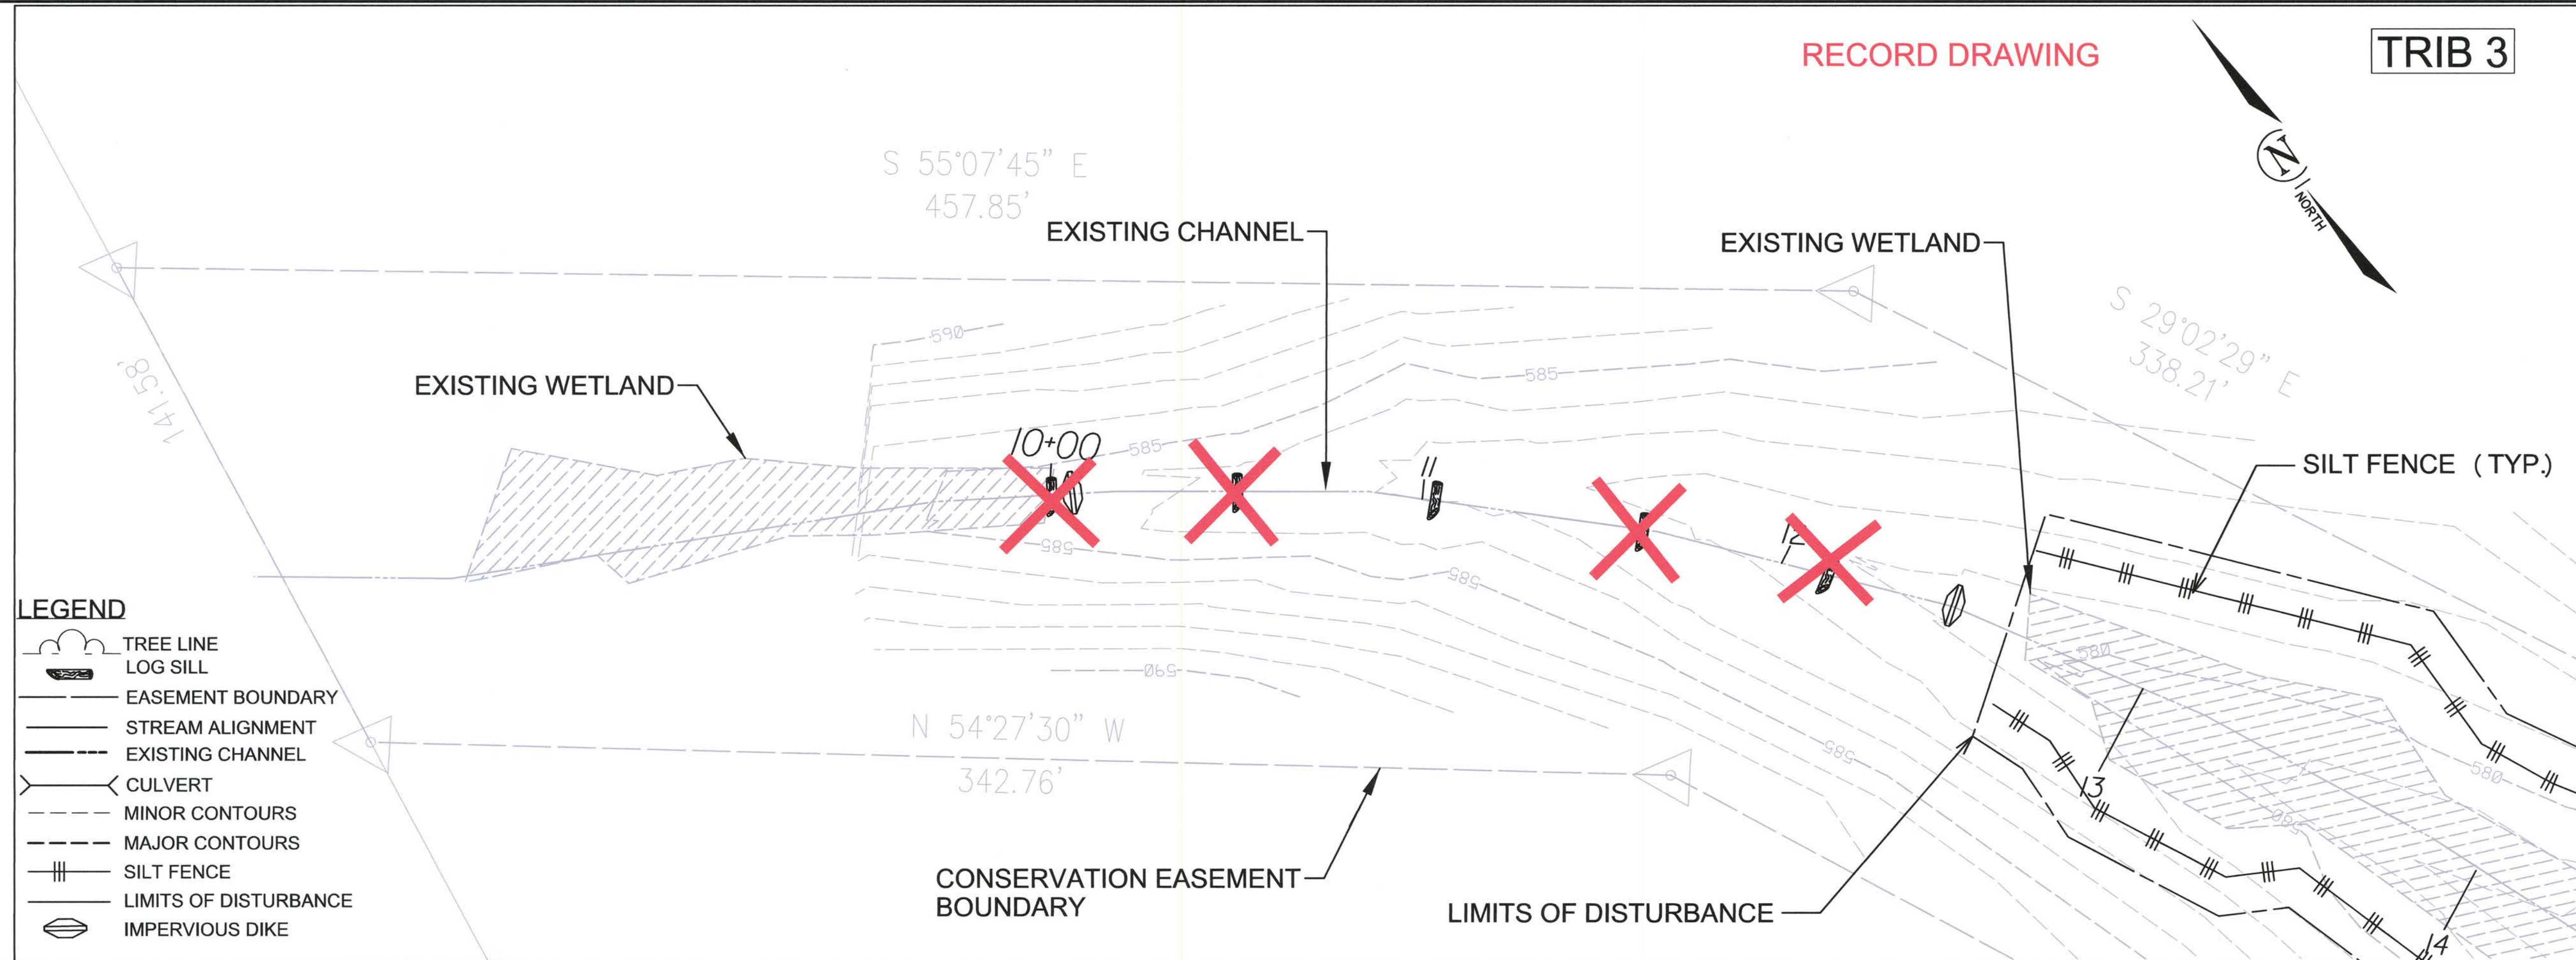 RECORD DRAWING
TRIB 3
N
NORTH
S 55°07'45" E
457.85'
EXISTING CHANNEL
EXISTING WETLAND
S 29°02'29" E
338.21'
590
141.58'
EXISTING WETLAND
585
10+00
585
11
SILT FENCE (TYP.)
12
585
585
580
590
N 54°27'30" W
342.76'
585
13
580
580
14
CONSERVATION EASEMENT
BOUNDARY
LIMITS OF DISTURBANCE
LEGEND
TREE LINE
LOG SILL
EASEMENT BOUNDARY
STREAM ALIGNMENT
EXISTING CHANNEL
CULVERT
MINOR CONTOURS
MAJOR CONTOURS
SILT FENCE
LIMITS OF DISTURBANCE
IMPERVIOUS DIKE